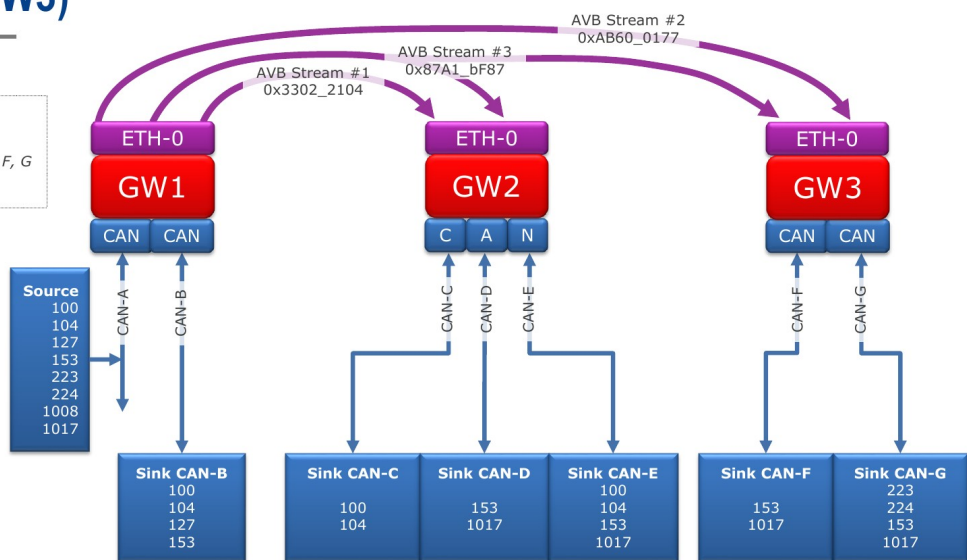 W3)
F, G
AVB Stream #2
0xAB60_0177
AVB Stream #3
0x87A1_bF87
AVB Stream #1
0x3302_2104
ETH-0
GW1
CAN CAN
ETH-0
GW2
C A N
ETH-0
GW3
CAN CAN
CAN-A
CAN-B
CAN-C
CAN-D
CAN-E
CAN-F
CAN-G
Source
100
104
127
153
223
224
1008
1017
Sink CAN-B
100
104
127
153
Sink CAN-C
100
104
Sink CAN-D
153
1017
Sink CAN-E
100
104
153
1017
Sink CAN-F
153
1017
Sink CAN-G
223
224
153
1017